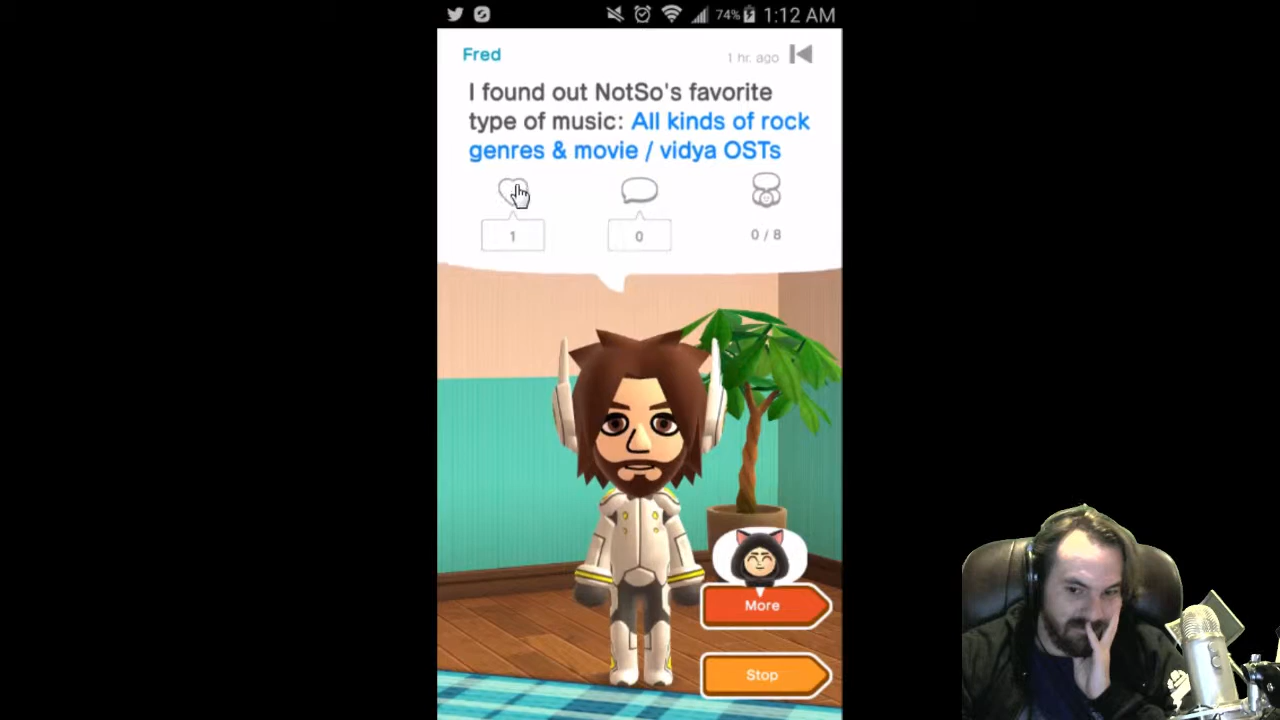 74% 1:12 AM
Fred
1 hr. ago
I found out NotSo's favorite
type of music: All kinds of rock
genres & movie / vidya OSTs
1
0
0 / 8
More
Stop